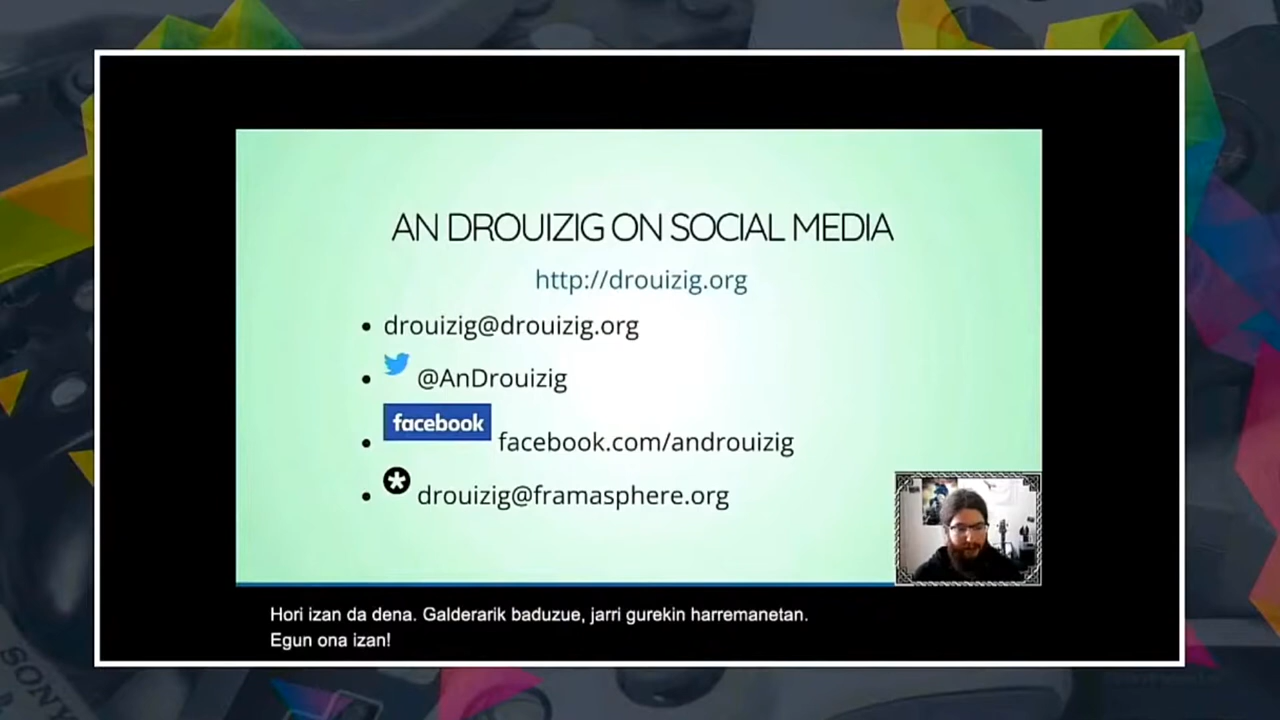 AN DROUIZIG ON SOCIAL MEDIA
http://drouizig.org
drouizig@drouizig.org
@AnDrouizig
facebook
facebook.com/androuizig
drouizig@framasphere.org
Hori izan da dena. Galderarik baduzue, jarri gurekin harremanetan.
Egun ona izan!
SONY